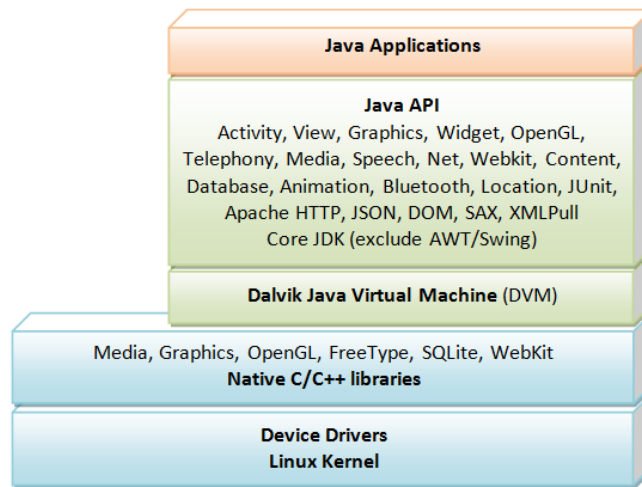 Java Applications
Java API
Activity, View, Graphics, Widget, OpenGL,
Telephony, Media, Speech, Net, Webkit, Content,
Database, Animation, Bluetooth, Location, JUnit,
Apache HTTP, JSON, DOM, SAX, XMLPull
Core JDK (exclude AWT/Swing)
Dalvik Java Virtual Machine (DVM)
Media, Graphics, OpenGL, FreeType, SQLite, WebKit
Native C/C++ libraries
Device Drivers
Linux Kernel